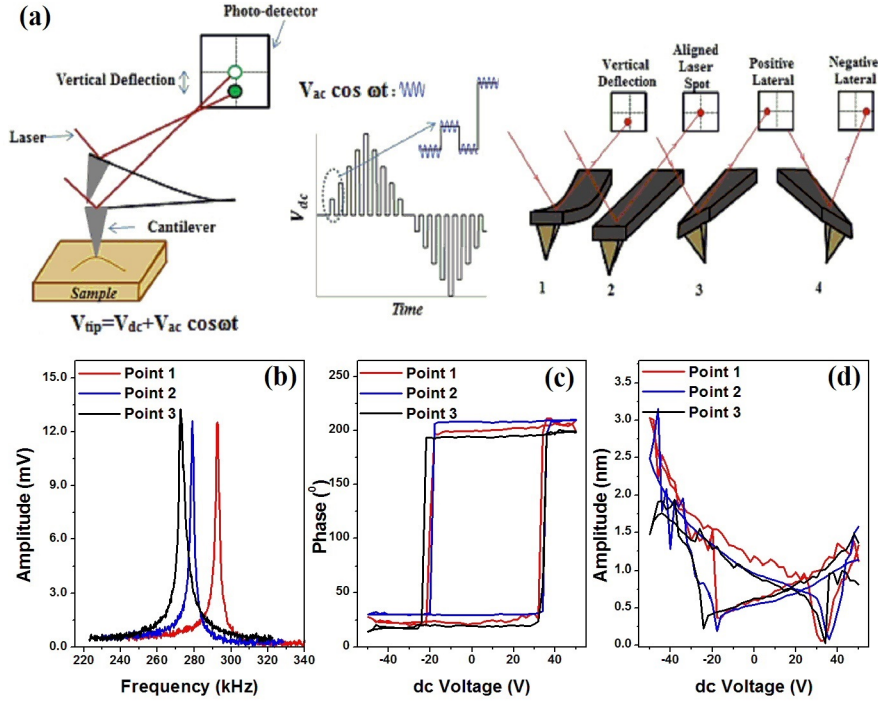 (a)
Photo-detector
Vertical Deflection
Laser
Cantilever
Sample
V_tip=V_dc+V_ac cosωt
V_ac cos ωt:
V_dc
Time
Vertical
Deflection
Aligned
Laser
Spot
Positive
Lateral
Negative
Lateral
1
2
3
4
(b)
Point 1
Point 2
Point 3
Amplitude (mV)
15.0
12.0
9.0
6.0
3.0
0.0
220 240 260 280 300 320 340
Frequency (kHz)
(c)
Point 1
Point 2
Point 3
Phase (⁰)
250
200
150
100
50
0
-40 -20 0 20 40
dc Voltage (V)
(d)
Point 1
Point 2
Point 3
Amplitude (nm)
3.5
3.0
2.5
2.0
1.5
1.0
0.5
0.0
-40 -20 0 20 40
dc Voltage (V)